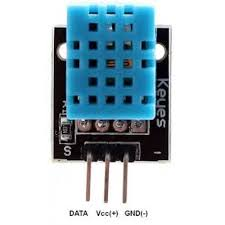 Keyes
S
DATA Vcc(+) GND(-)